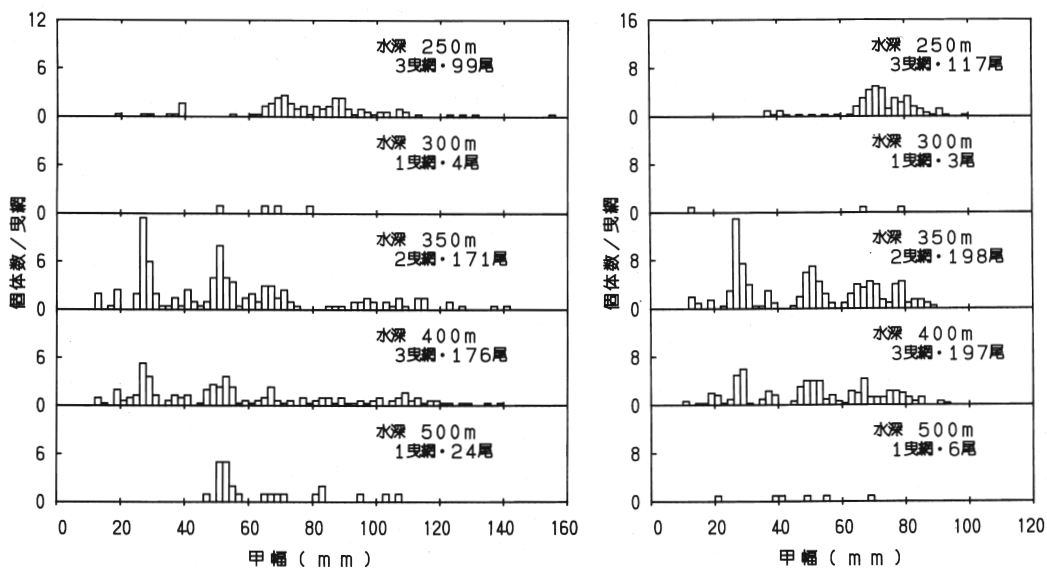 個体数/曳網
12
6
0
水深 250m
3曳網・99尾
6
0
水深 300m
1曳網・4尾
6
0
水深 350m
2曳網・171尾
6
0
水深 400m
3曳網・176尾
6
0
水深 500m
1曳網・24尾
0 20 40 60 80 100 120 140 160
甲幅(mm)
個体数/曳網
16
8
0
水深 250m
3曳網・117尾
8
0
水深 300m
1曳網・3尾
8
0
水深 350m
2曳網・198尾
8
0
水深 400m
3曳網・197尾
8
0
水深 500m
1曳網・6尾
0 20 40 60 80 100 120
甲幅(mm)